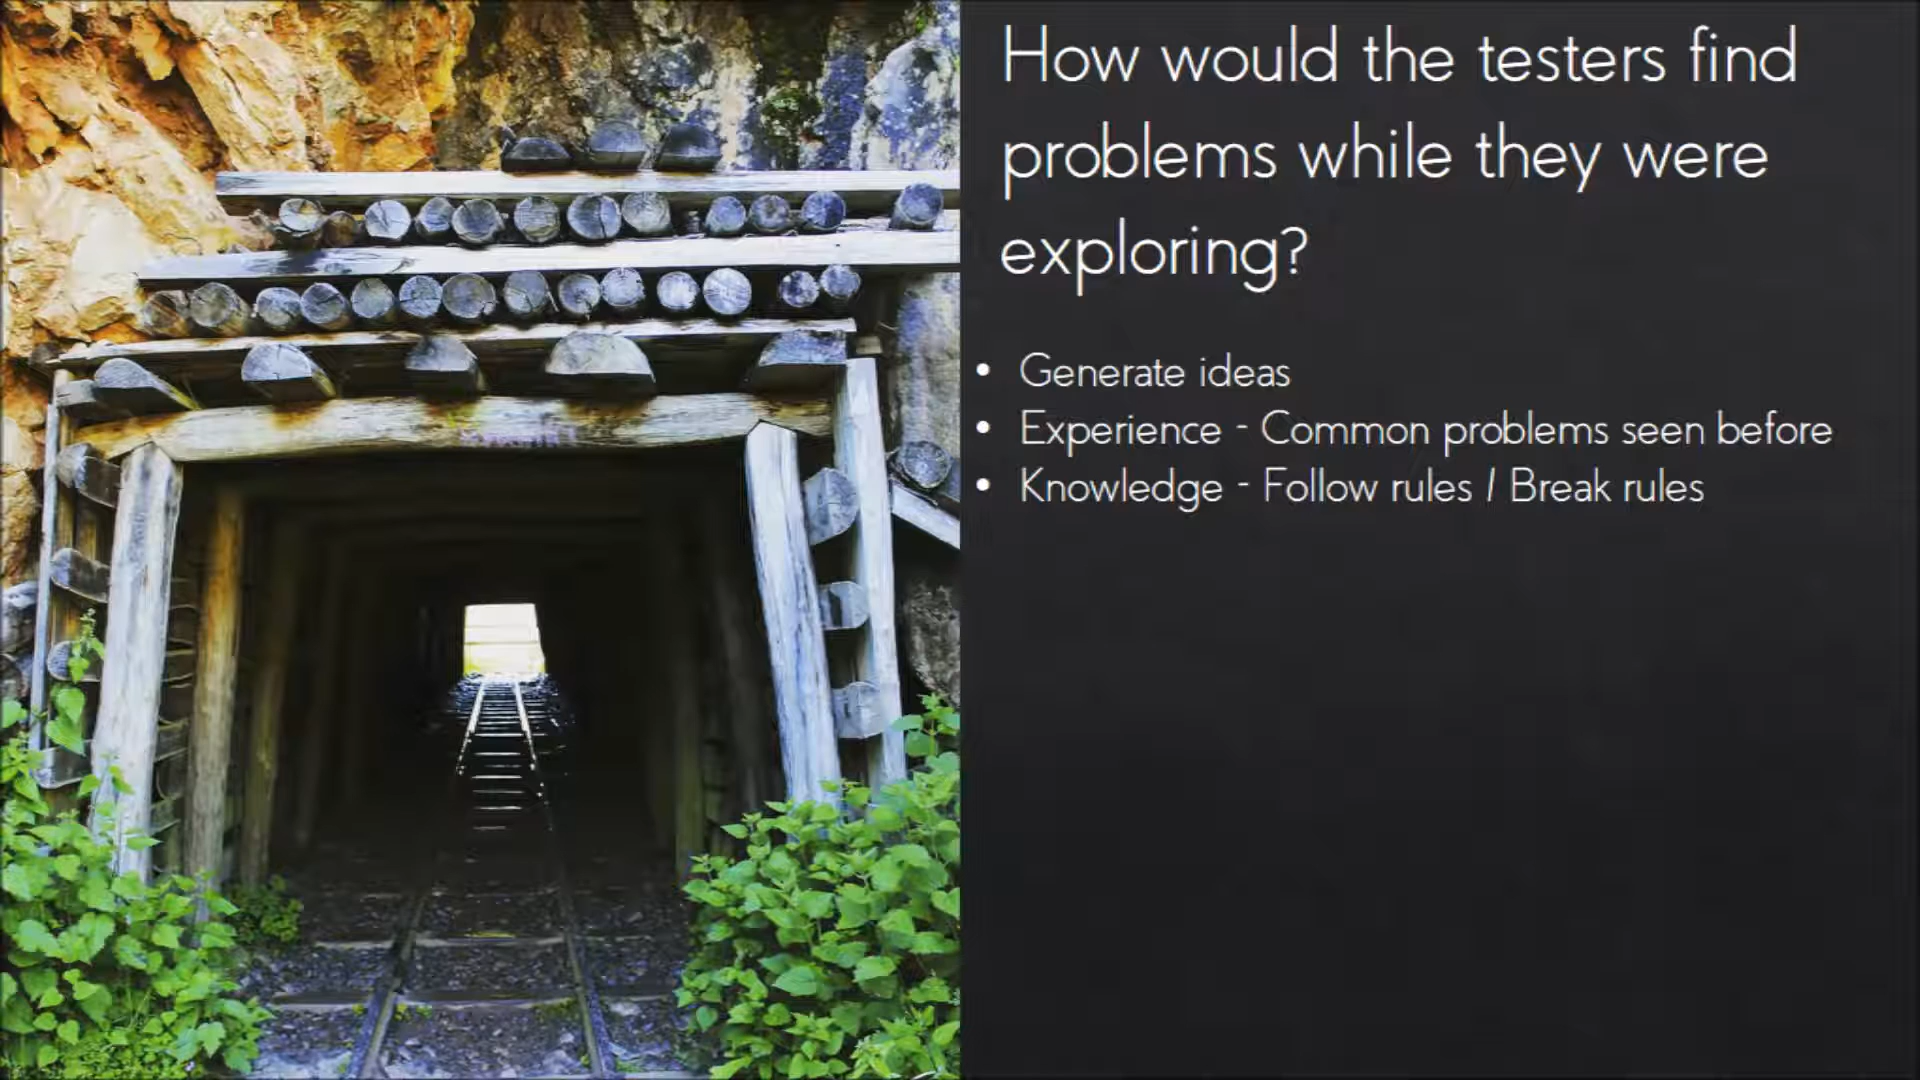 How would the testers find
problems while they were
exploring?
• Generate ideas
• Experience - Common problems seen before
• Knowledge - Follow rules / Break rules